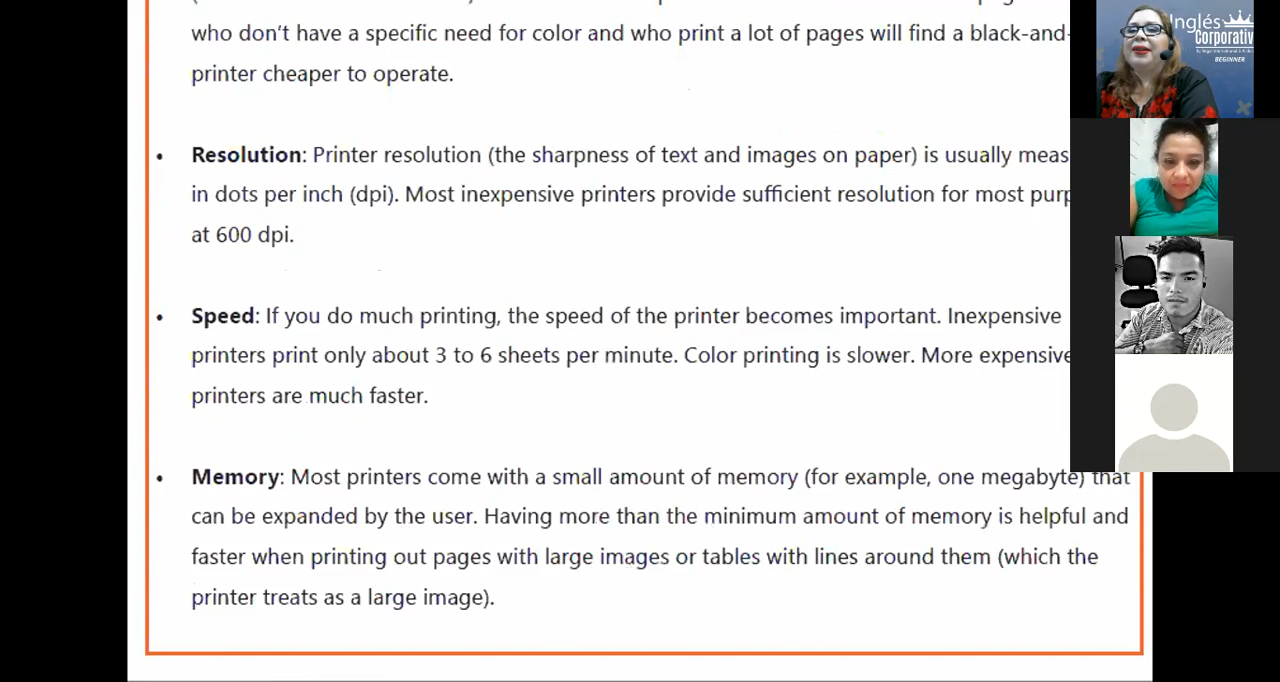 who don't have a specific need for color and who print a lot of pages will find a black-and-
printer cheaper to operate.
• Resolution: Printer resolution (the sharpness of text and images on paper) is usually
in dots per inch (dpi). Most inexpensive printers provide sufficient resolution for most
at 600 dpi.
• Speed: If you do much printing, the speed of the printer becomes important. Inexpensive
printers print only about 3 to 6 sheets per minute. Color printing is slower. More expensive
printers are much faster.
• Memory: Most printers come with a small amount of memory (for example, one megabyte) that
can be expanded by the user. Having more than the minimum amount of memory is helpful and
faster when printing out pages with large images or tables with lines around them (which the
printer treats as a large image).
Inglés
Corporativo
BEGINNER